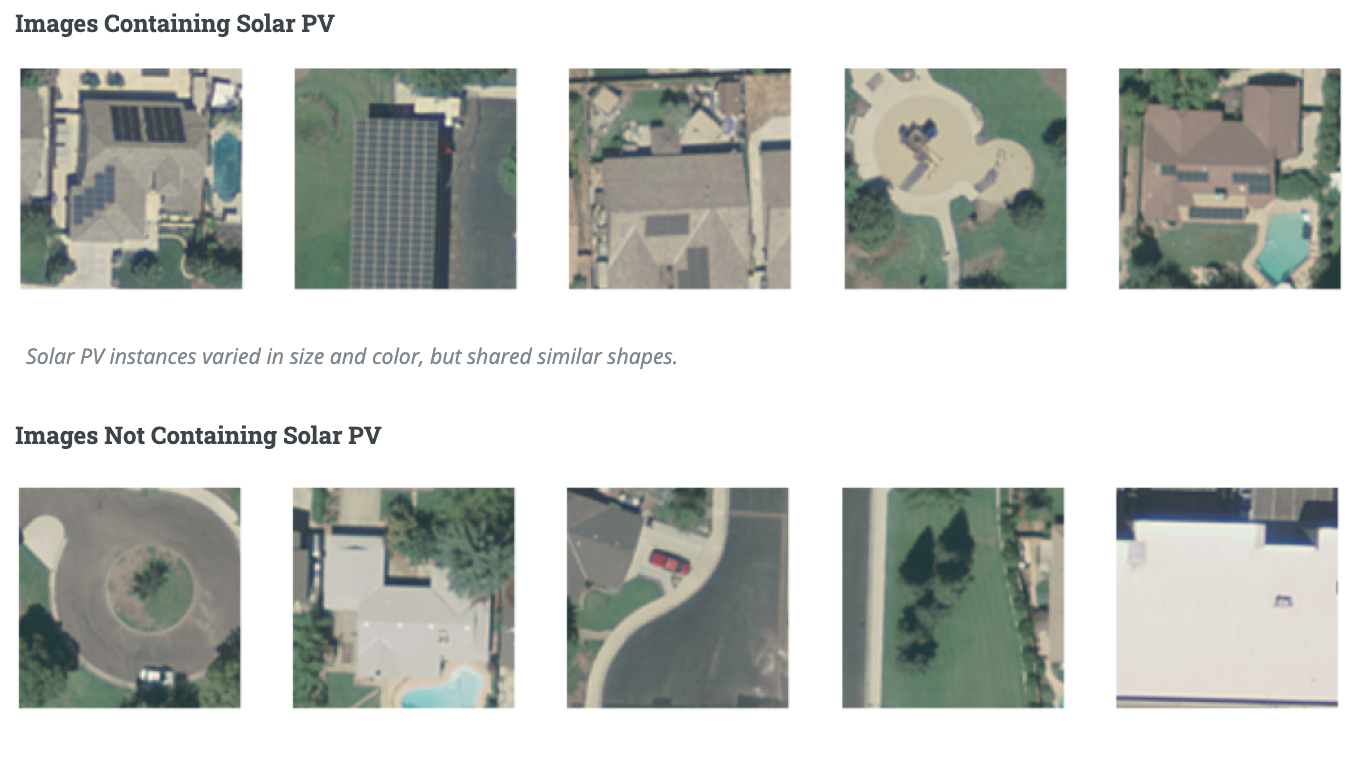 Images Containing Solar PV
Solar PV instances varied in size and color, but shared similar shapes.
Images Not Containing Solar PV